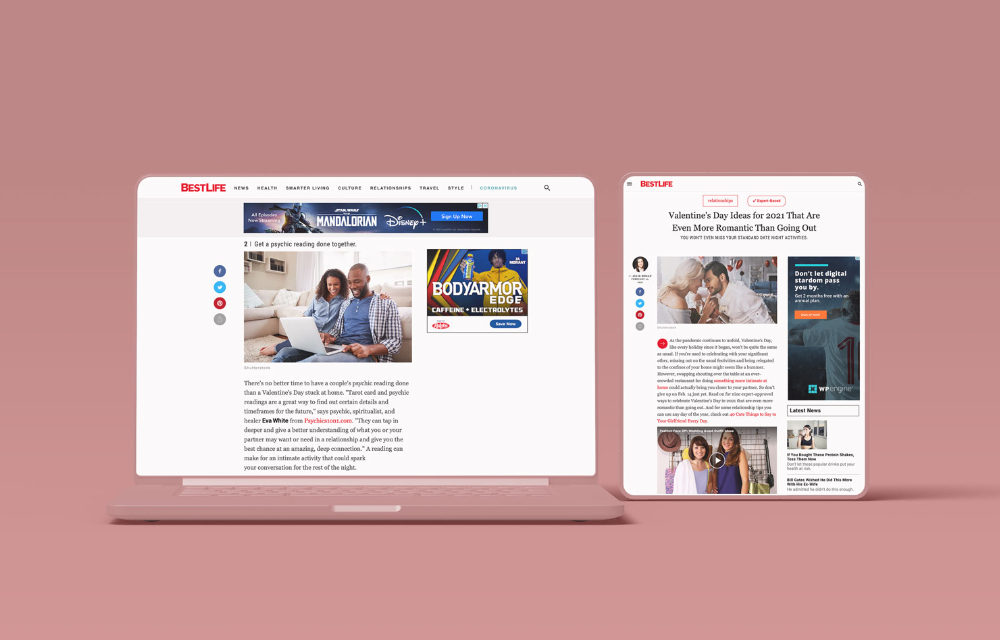 BESTLIFE
NEWS HEALTH SMARTER LIVING CULTURE RELATIONSHIPS TRAVEL STYLE | CORONAVIRUS
All Episodes
Now Streaming
STAR WARS
THE
MANDALORIAN
Disney+
Sign Up Now
2 | Get a psychic reading done together.
BODYARMOR
EDGE
CAFFEINE + ELECTROLYTES
Save Now
Shutterstock
There's no better time to have a couple's psychic reading done
than a Valentine's Day stuck at home. "Tarot card and psychic
readings are a great way to find out certain details and
timeframes for the future," says psychic, spiritualist, and
healer Eva White from Psychic2tomz.com. "They can tap in
deeper and give a better understanding of what you or your
partner may want or need in a relationship and give you the
best chance at an amazing, deep connection." A reading can
make for an intimate activity that could spark
your conversation for the rest of the night.
BESTLIFE
relationships
Expert-Based
Valentine's Day Ideas for 2021 That Are
Even More Romantic Than Going Out
YOU WON'T EVEN MISS YOUR STANDARD DATE NIGHT ACTIVITIES.
Shutterstock
As the pandemic continues to unfold, Valentine's Day,
like every holiday since it began, won't be quite the same
as usual. If you're used to celebrating with your significant
other, missing out on the usual festivities and being relegated
to the confines of your home might seem like a bummer.
However, swapping shouting over the table at an over-
crowded restaurant for doing something more intimate at
home could actually bring you closer to your partner. So don't
give up on Feb. 14 just yet. Read on for nine expert-approved
ways to celebrate Valentine's Day in 2021 that are even more
romantic than going out. And for some relationship tips you
can use any day of the year, check out 40 Cute Things to Say to
Your Girlfriend Every Day.
Don't let digital
stardom pass
you by.
Get 2 months free with an
annual plan.
WPengine
Latest News
If You Bought These Protein Shakes,
Toss Them Now
Don't let these popular drinks put your
health at risk.
Bill Gates Wished He Did This More
With His Ex-Wife
He admitted he didn't do this enough.